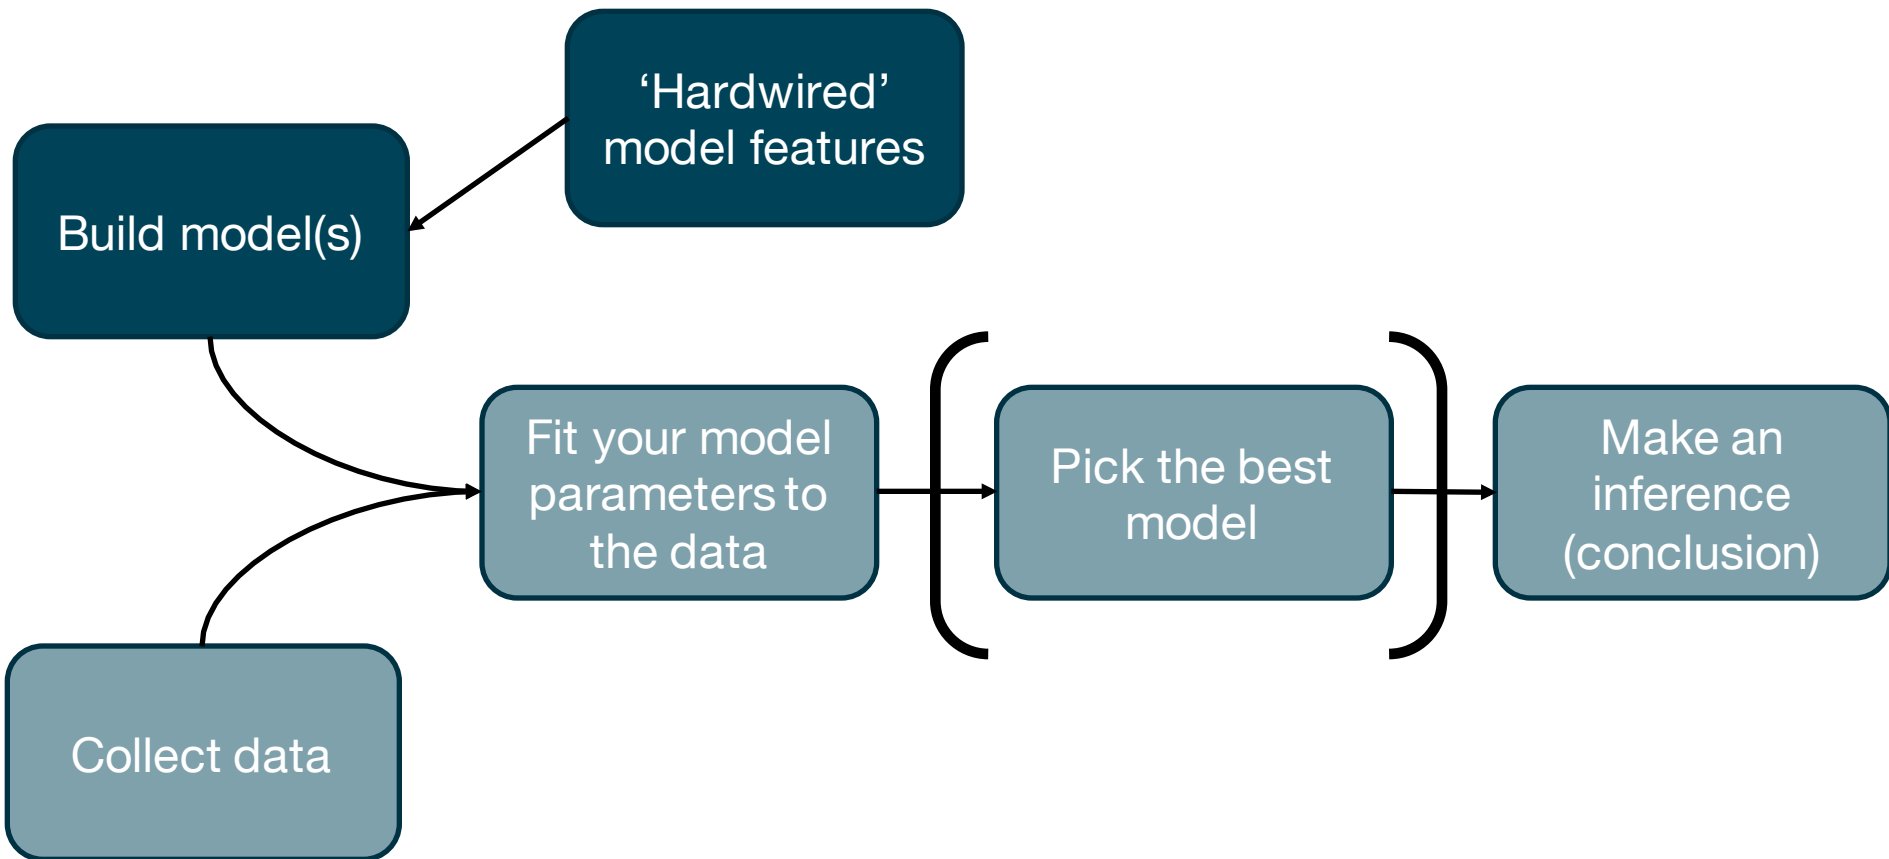 ‘Hardwired’
model features
Build model(s)
Fit your model
parameters to
the data
Pick the best
model
Make an
inference
(conclusion)
Collect data